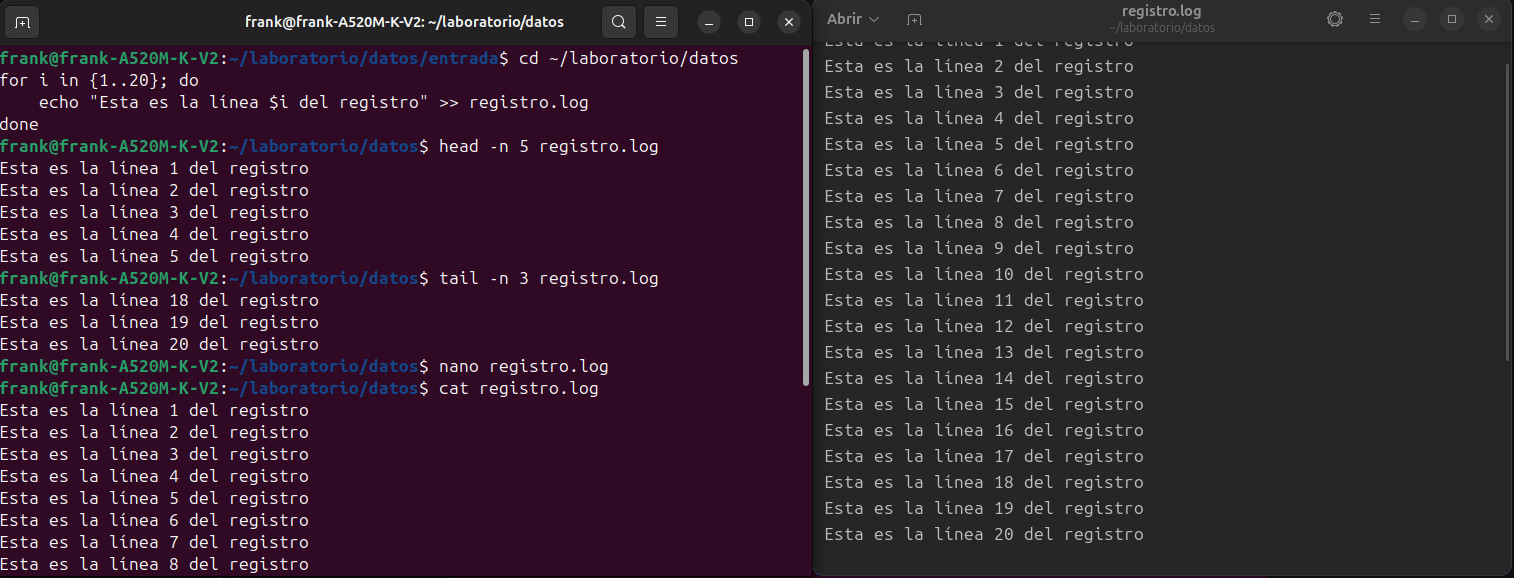 frank@frank-A520M-K-V2: ~/laboratorio/datos
frank@frank-A520M-K-V2:~/laboratorio/datos/entrada$ cd ~/laboratorio/datos
for i in {1..20}; do
    echo "Esta es la línea $i del registro" >> registro.log
done
frank@frank-A520M-K-V2:~/laboratorio/datos$ head -n 5 registro.log
Esta es la línea 1 del registro
Esta es la línea 2 del registro
Esta es la línea 3 del registro
Esta es la línea 4 del registro
Esta es la línea 5 del registro
frank@frank-A520M-K-V2:~/laboratorio/datos$ tail -n 3 registro.log
Esta es la línea 18 del registro
Esta es la línea 19 del registro
Esta es la línea 20 del registro
frank@frank-A520M-K-V2:~/laboratorio/datos$ nano registro.log
frank@frank-A520M-K-V2:~/laboratorio/datos$ cat registro.log
Esta es la línea 1 del registro
Esta es la línea 2 del registro
Esta es la línea 3 del registro
Esta es la línea 4 del registro
Esta es la línea 5 del registro
Esta es la línea 6 del registro
Esta es la línea 7 del registro
Esta es la línea 8 del registro
Abrir
registro.log
~/laboratorio/datos
Esta es la línea 1 del registro
Esta es la línea 2 del registro
Esta es la línea 3 del registro
Esta es la línea 4 del registro
Esta es la línea 5 del registro
Esta es la línea 6 del registro
Esta es la línea 7 del registro
Esta es la línea 8 del registro
Esta es la línea 9 del registro
Esta es la línea 10 del registro
Esta es la línea 11 del registro
Esta es la línea 12 del registro
Esta es la línea 13 del registro
Esta es la línea 14 del registro
Esta es la línea 15 del registro
Esta es la línea 16 del registro
Esta es la línea 17 del registro
Esta es la línea 18 del registro
Esta es la línea 19 del registro
Esta es la línea 20 del registro